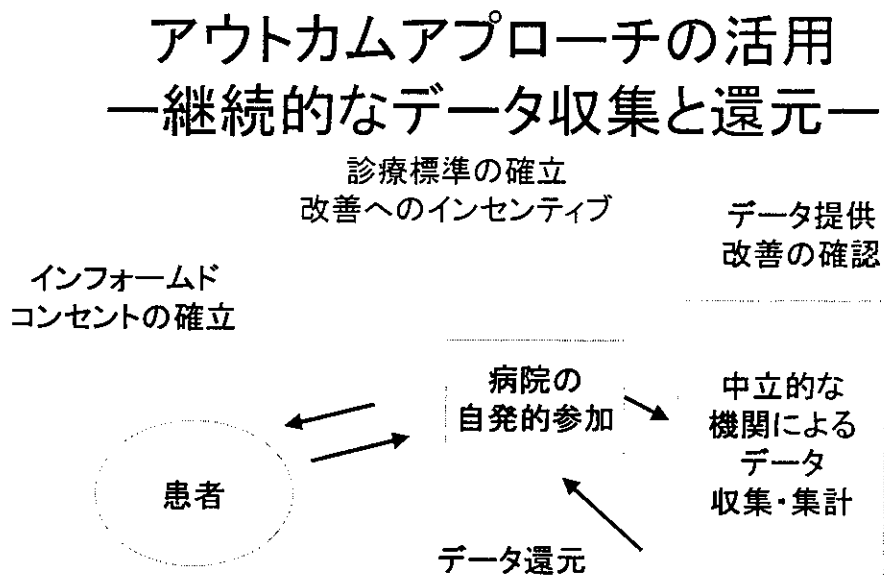 アウトカムアプローチの活用
―継続的なデータ収集と還元―
診療標準の確立
改善へのインセンティブ
データ提供
改善の確認
インフォームド
コンセントの確立
病院の
自発的参加
中立的な
機関による
データ
収集・集計
患者
データ還元